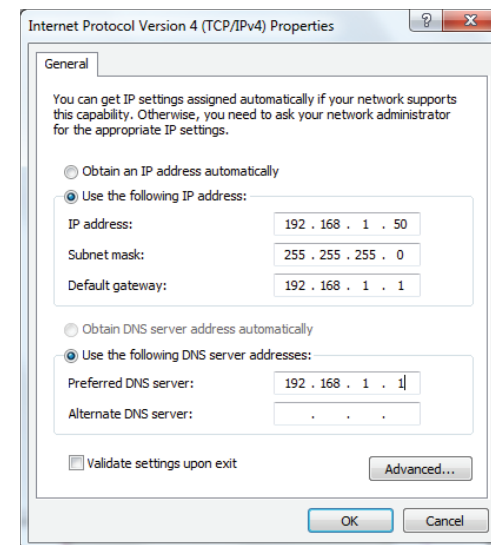 Internet Protocol Version 4 (TCP/IPv4) Properties
General
You can get IP settings assigned automatically if your network supports
this capability. Otherwise, you need to ask your network administrator
for the appropriate IP settings.
Obtain an IP address automatically
Use the following IP address:
IP address: 192 . 168 . 1 . 50
Subnet mask: 255 . 255 . 255 . 0
Default gateway: 192 . 168 . 1 . 1
Obtain DNS server address automatically
Use the following DNS server addresses:
Preferred DNS server: 192 . 168 . 1 . 1
Alternate DNS server: . . .
Validate settings upon exit
Advanced...
OK Cancel